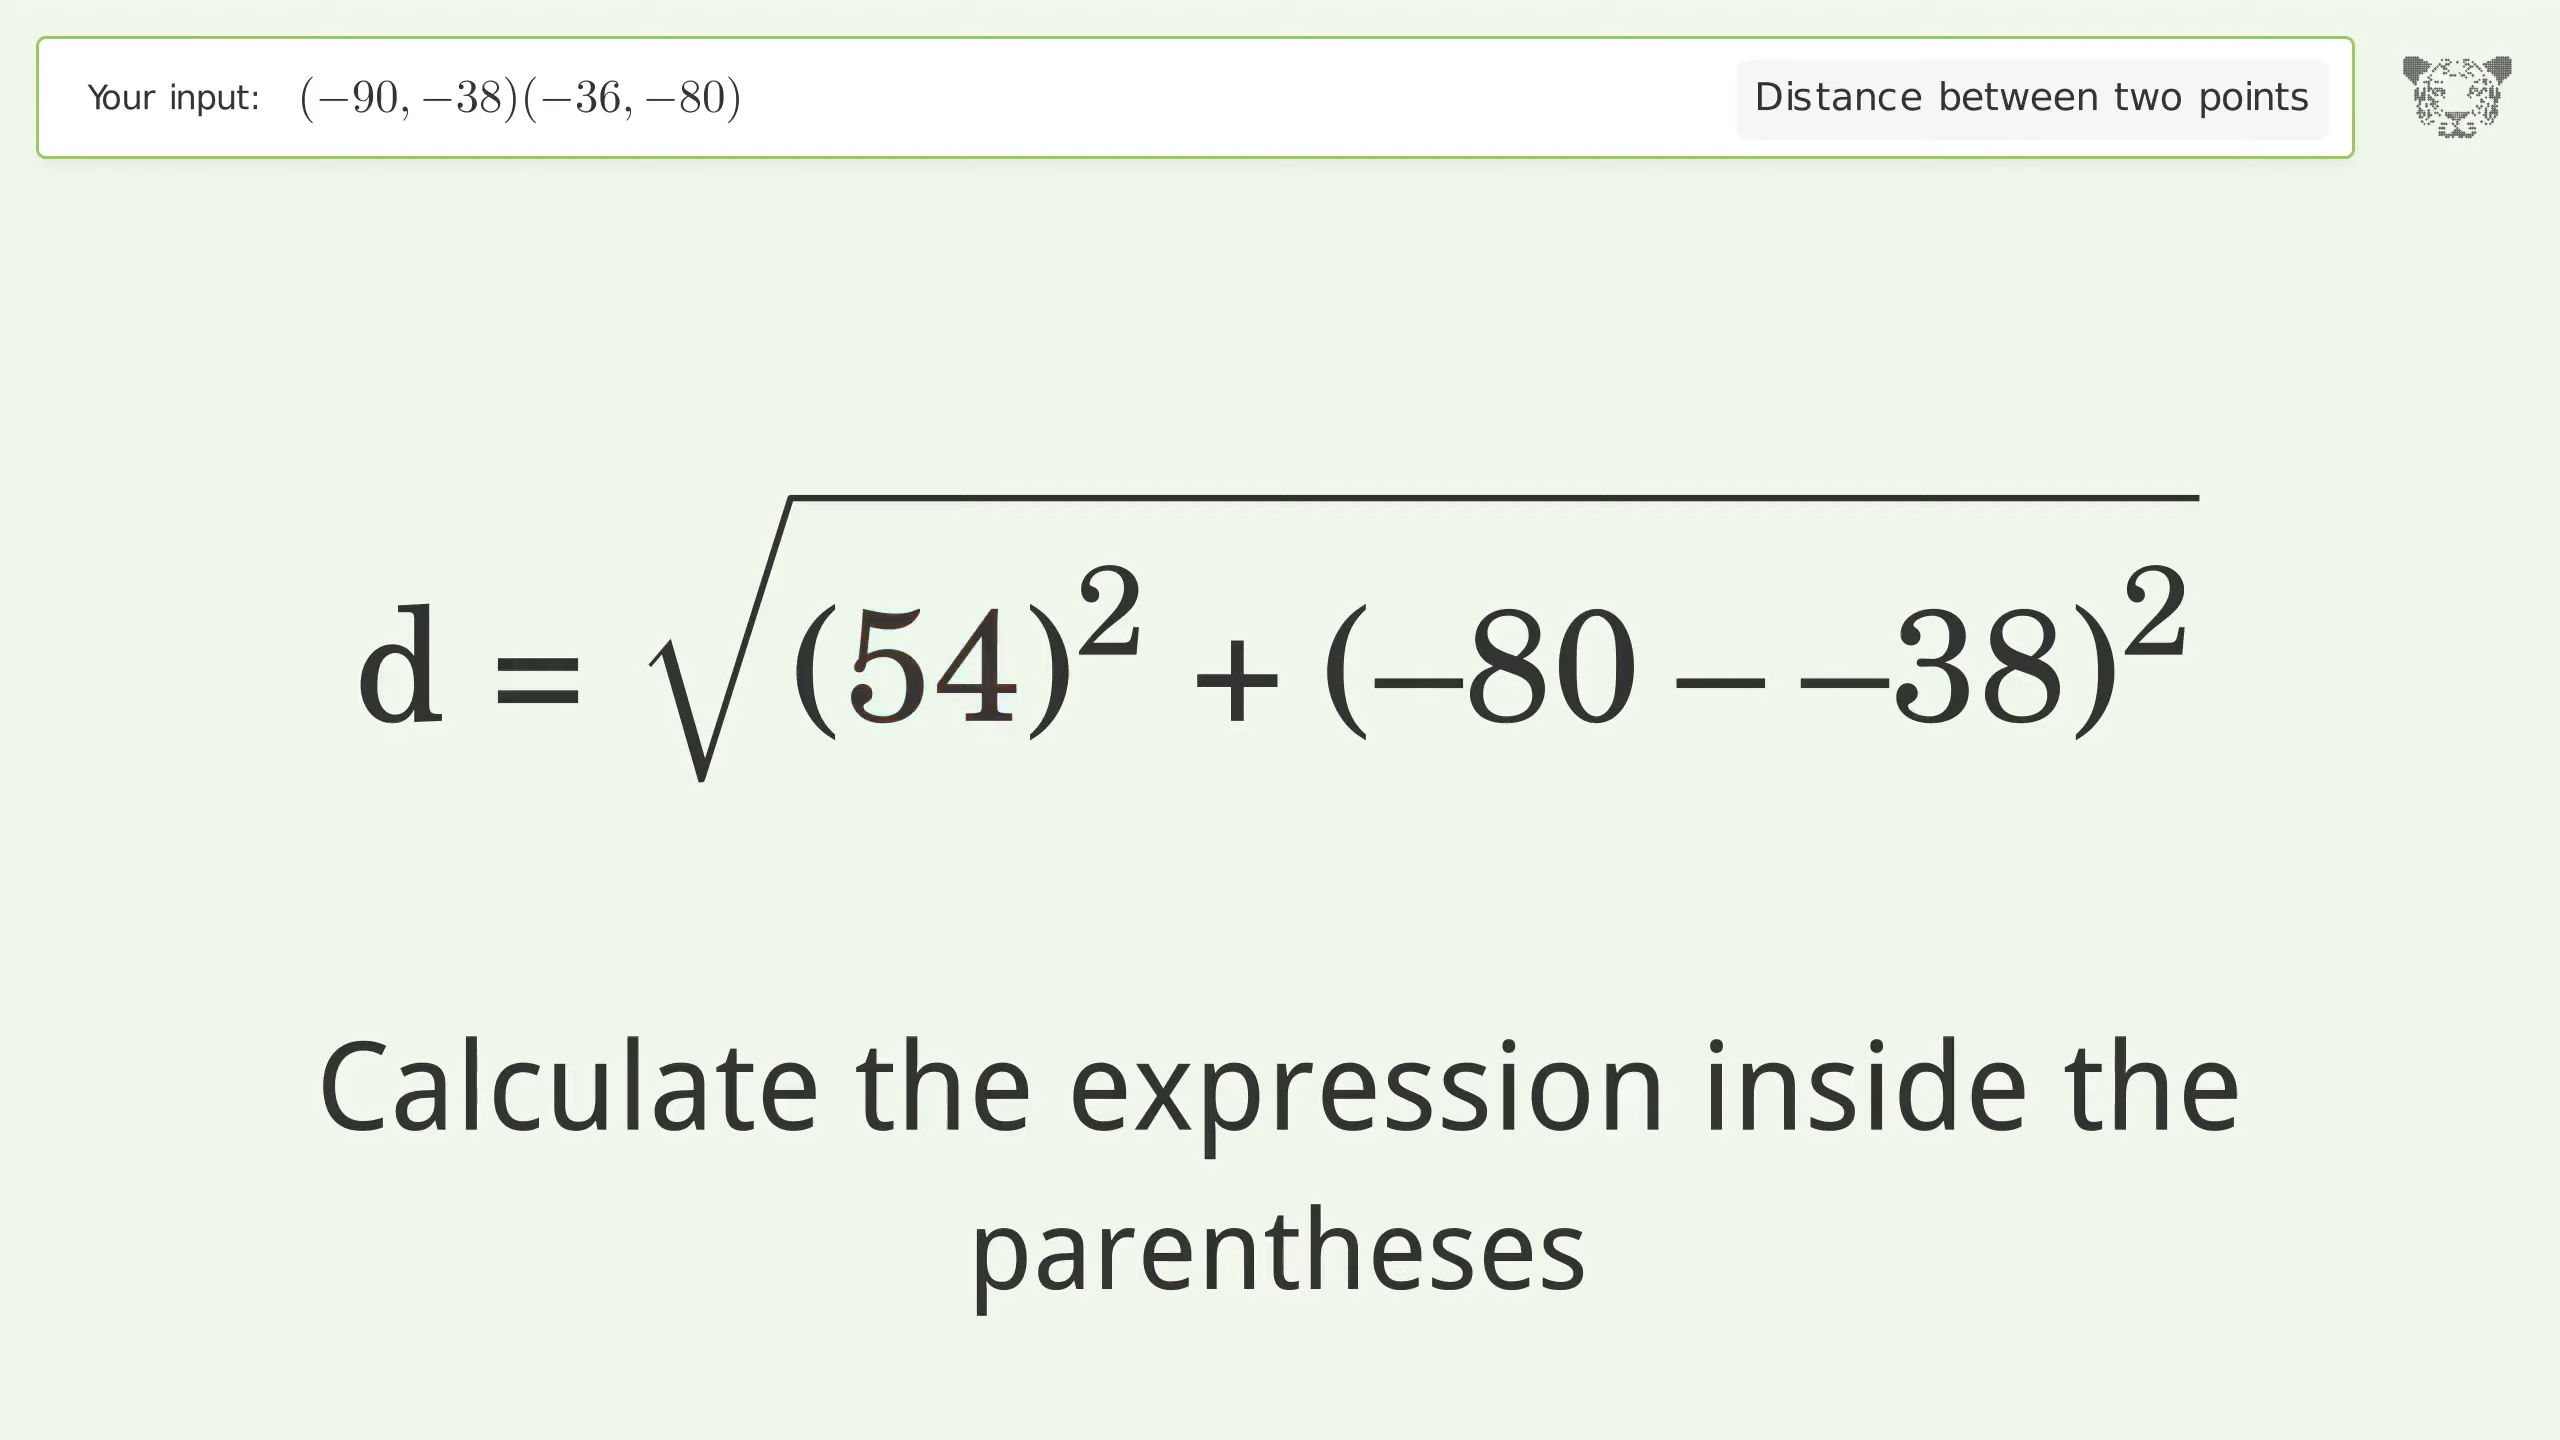 Your input: (−90, −38)(−36, −80)
Distance between two points
d = √(54)² + (−80 − −38)²
Calculate the expression inside the
parentheses